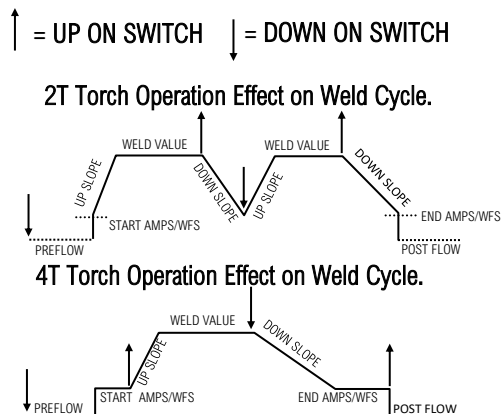 = UP ON SWITCH = DOWN ON SWITCH
2T Torch Operation Effect on Weld Cycle.
WELD VALUE WELD VALUE
UP SLOPE DOWN SLOPE UP SLOPE DOWN SLOPE
START AMPS/WFS END AMPS/WFS
PREFLOW POST FLOW
4T Torch Operation Effect on Weld Cycle.
WELD VALUE
UP SLOPE DOWN SLOPE
START AMPS/WFS END AMPS/WFS
PREFLOW POST FLOW